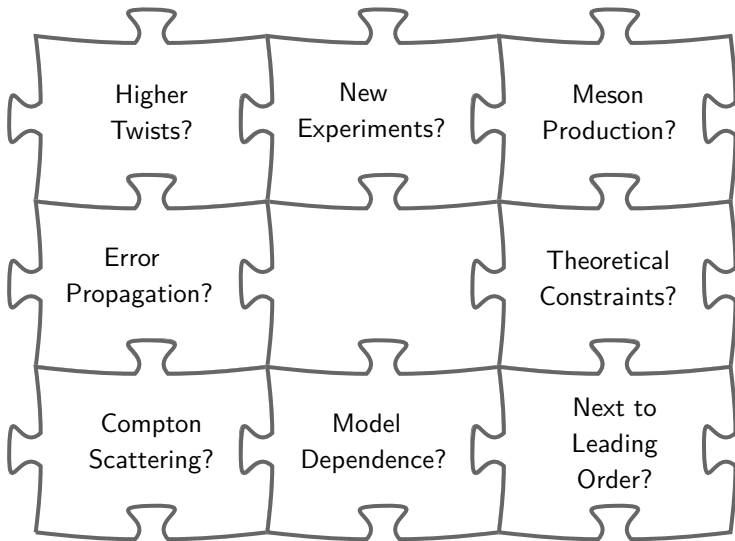 Higher
Twists?
New
Experiments?
Meson
Production?
Error
Propagation?
Theoretical
Constraints?
Compton
Scattering?
Model
Dependence?
Next to
Leading
Order?